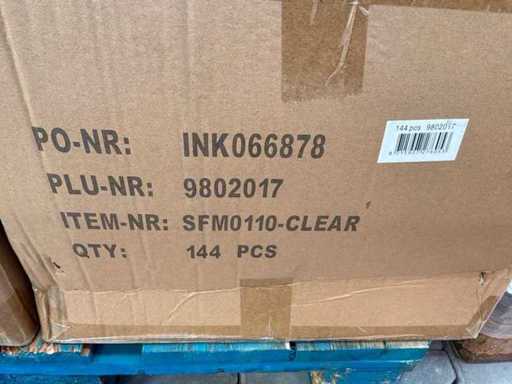 144 pcs 9802017
PO-NR: INK066878
PLU-NR: 9802017
ITEM-NR: SFM0110-CLEAR
QTY: 144 PCS